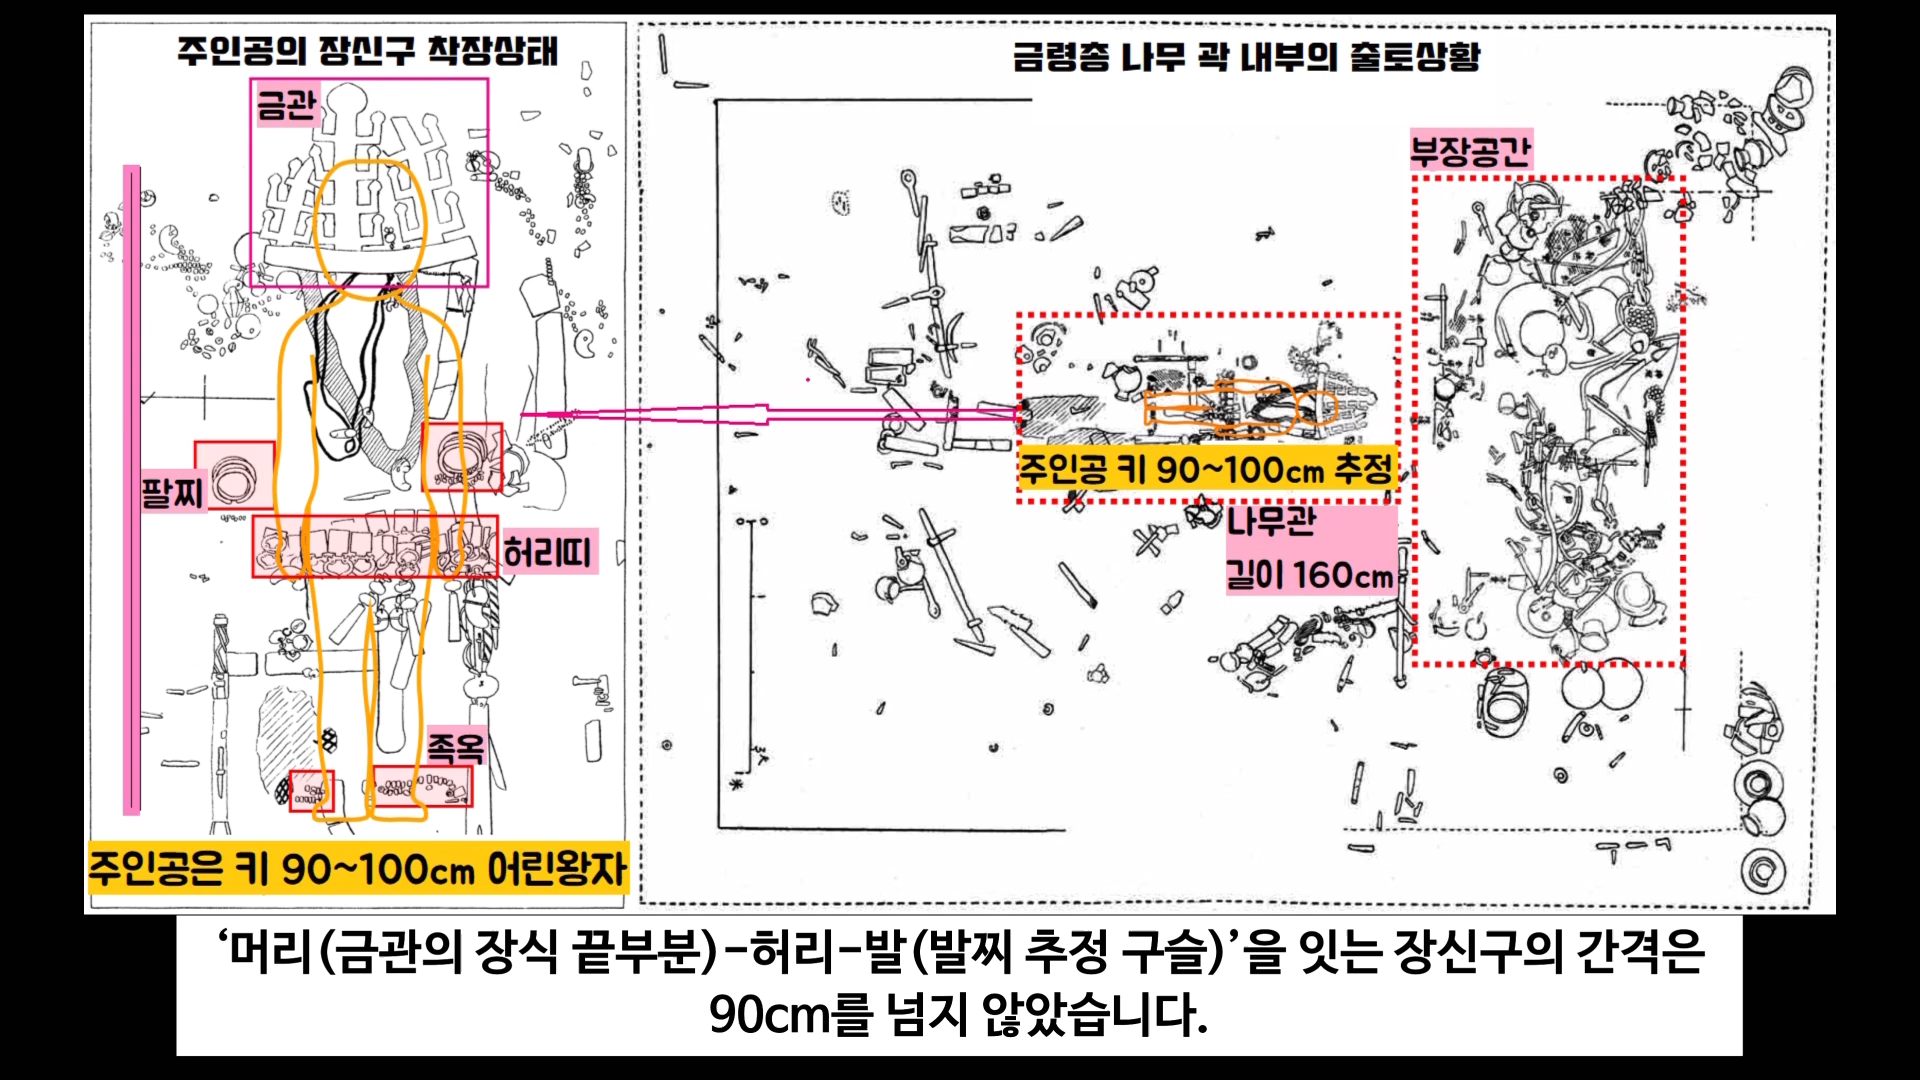 주인공의 장신구 착장상태
금관
팔찌
허리띠
족옥
주인공은 키 90~100cm 어린왕자
금령총 나무 곽 내부의 출토상황
부장공간
주인공 키 90~100cm 추정
나무관
길이 160cm
‘머리(금관의 장식 끝부분)-허리-발(발찌 추정 구슬)’을 잇는 장신구의 간격은
90cm를 넘지 않았습니다.